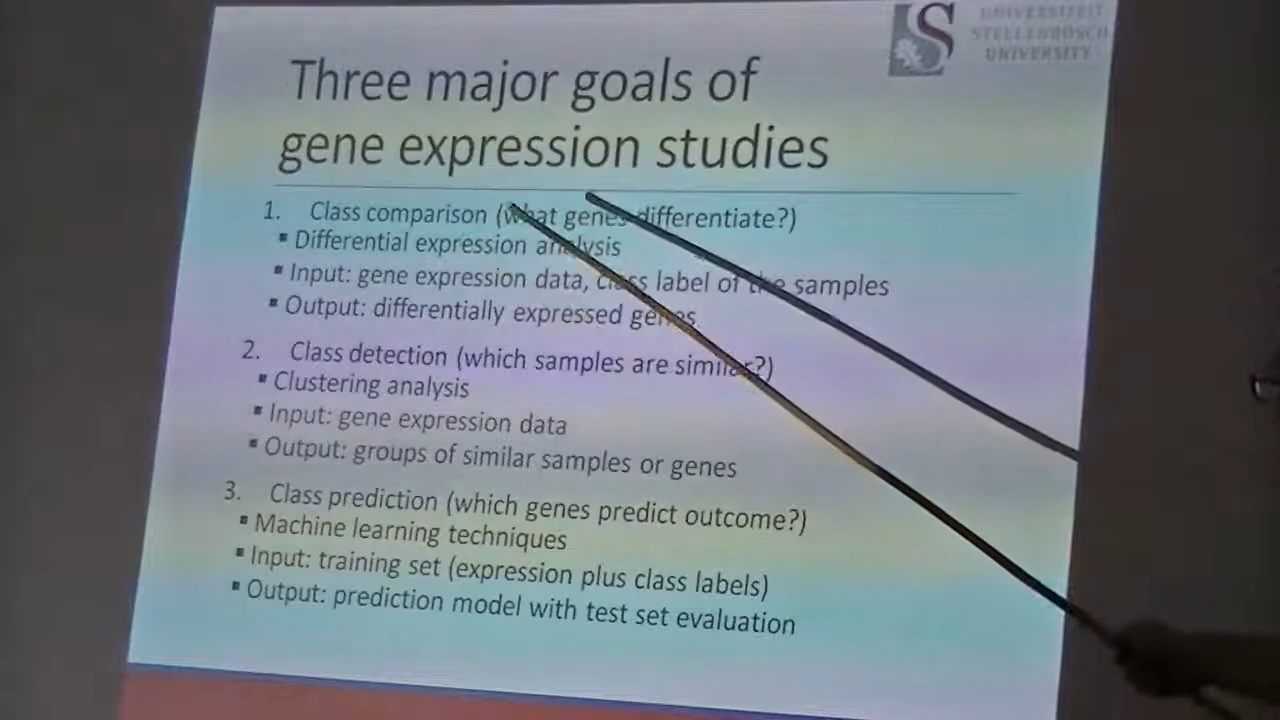 UNIVERSITEIT
STELLENBOSCH
UNIVERSITY
Three major goals of
gene expression studies
1. Class comparison (what genes differentiate?)
▪ Differential expression analysis
▪ Input: gene expression data, class label of the samples
▪ Output: differentially expressed genes
2. Class detection (which samples are similar?)
▪ Clustering analysis
▪ Input: gene expression data
▪ Output: groups of similar samples or genes
3. Class prediction (which genes predict outcome?)
▪ Machine learning techniques
▪ Input: training set (expression plus class labels)
▪ Output: prediction model with test set evaluation